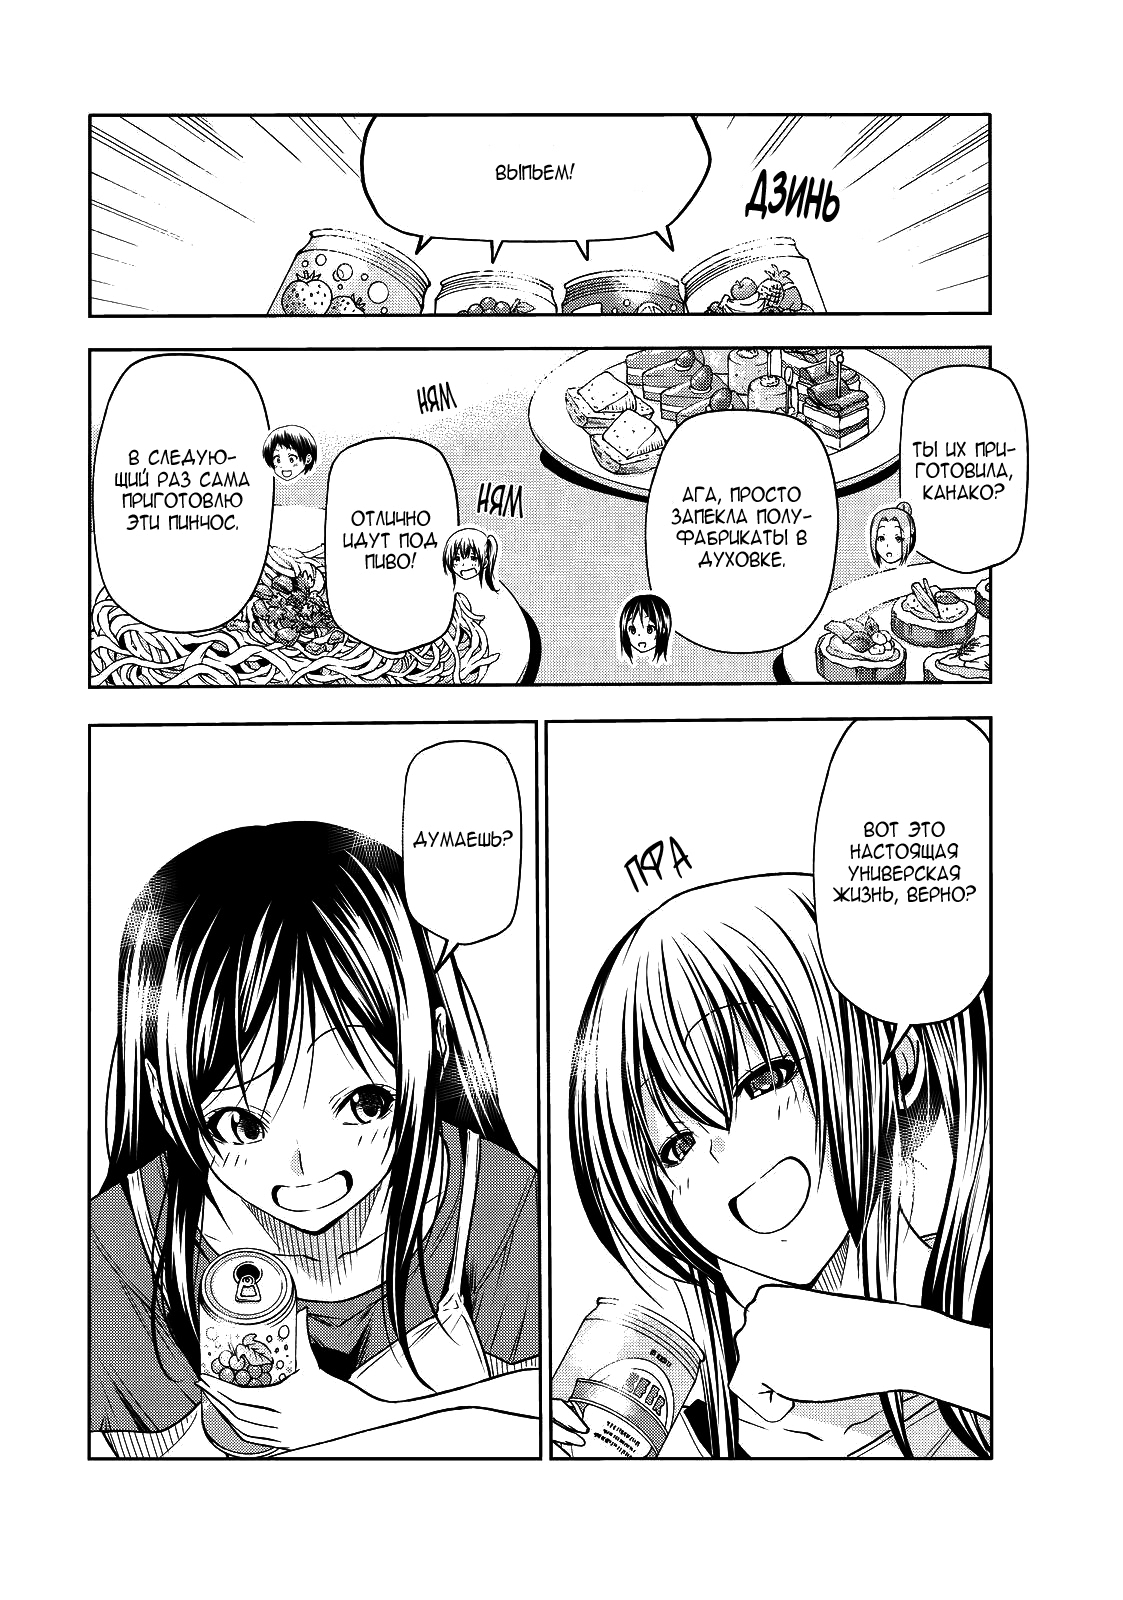 ВЫПЬЕМ!
ДЗИНЬ
ТЫ ИХ ПРИ-
ГОТОВИЛА,
КАНАКО?
АГА, ПРОСТО
ЗАПЕКЛА ПОЛУ-
ФАБРИКАТЫ В
ДУХОВКЕ.
НЯМ
НЯМ
ОТЛИЧНО
ИДУТ ПОД
ПИВО!
В СЛЕДУЮ-
ЩИЙ РАЗ САМА
ПРИГОТОВЛЮ
ЭТИ ПИНЧОС.
ВОТ ЭТО
НАСТОЯЩАЯ
УНИВЕРСКАЯ
ЖИЗНЬ, ВЕРНО?
ПФА
ДУМАЕШЬ?